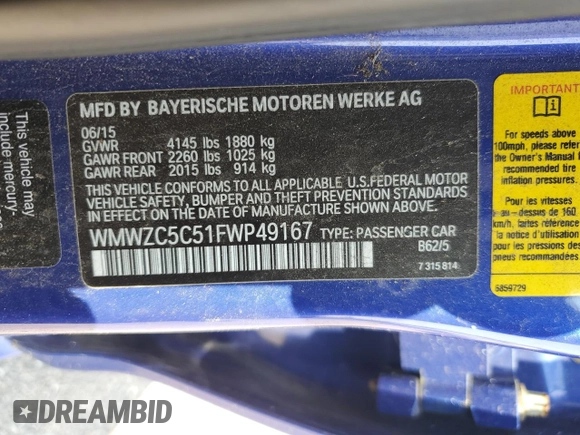 MFD BY BAYERISCHE MOTOREN WERKE AG
06/15
GVWR 4145 lbs 1880 kg
GAWR FRONT 2260 lbs 1025 kg
GAWR REAR 2015 lbs 914 kg
THIS VEHICLE CONFORMS TO ALL APPLICABLE U.S.FEDERAL MOTOR
VEHICLE SAFETY, BUMPER AND THEFT PREVENTION STANDARDS
IN EFFECT ON THE DATE OF MANUFACTURE SHOWN ABOVE.
WMWZC5C51FWP49167 TYPE: PASSENGER CAR
B62/5
7 315 814
This vehicle may
include mercury
IMPORTANT
For speeds above
100mph, please refer
the Owner's Manual
recommended tire
inflation pressures.
vitesses
au-dessus de 160
km/h, faites référence
la notice d'utilisation
pour les pressions des
pneus recommandées
6859729
DREAMBID